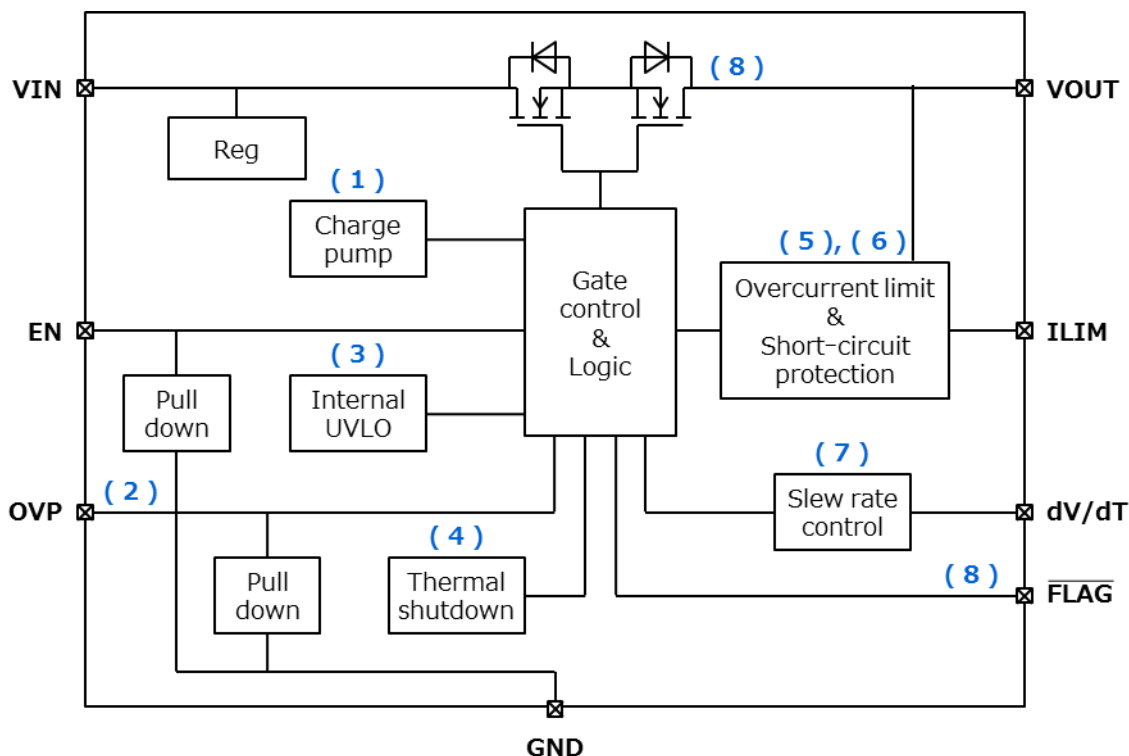 ( 8 )
VIN
VOUT
Reg
( 1 )
Charge
pump
Gate
control
&
Logic
( 5 ), ( 6 )
Overcurrent limit
&
Short-circuit
protection
EN
ILIM
( 3 )
Internal
UVLO
Pull
down
( 2 )
OVP
( 7 )
Slew rate
control
dV/dT
( 4 )
Thermal
shutdown
Pull
down
( 8 )
FLAG
GND